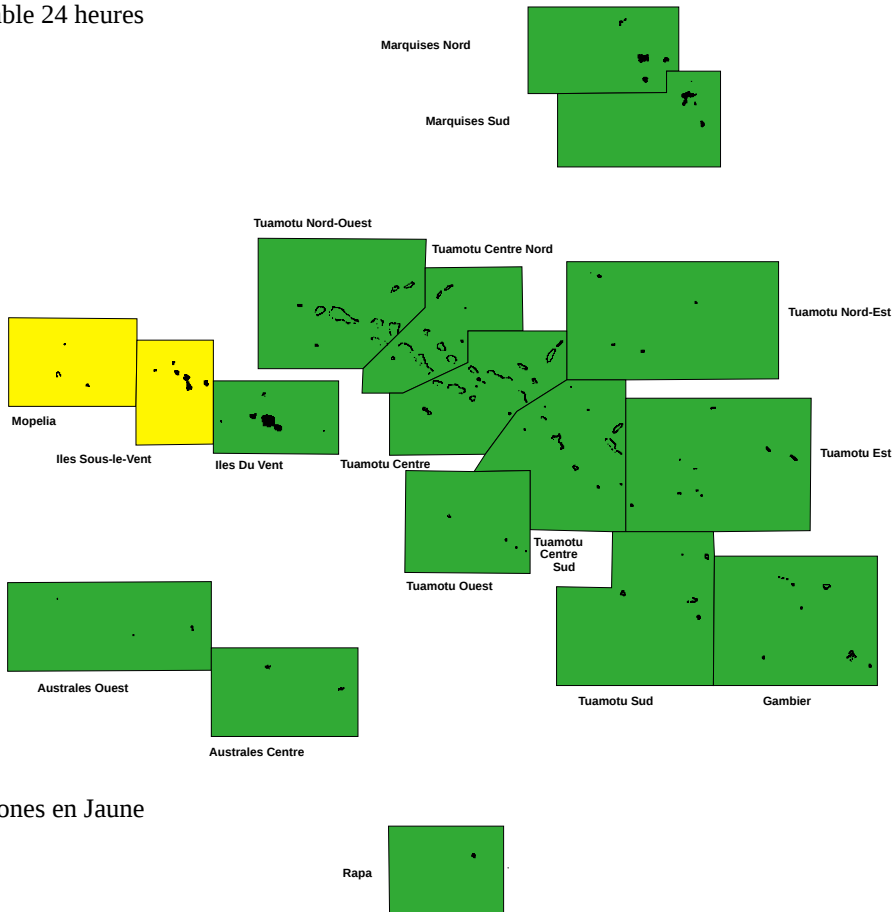 ble 24 heures
Marquises Nord
Marquises Sud
Tuamotu Nord-Ouest
Tuamotu Centre Nord
Tuamotu Nord-Est
Mopelia
Iles Sous-le-Vent
Iles Du Vent
Tuamotu Centre
Tuamotu Est
Tuamotu
Centre
Sud
Tuamotu Ouest
Australes Ouest
Tuamotu Sud
Gambier
Australes Centre
ones en Jaune
Rapa